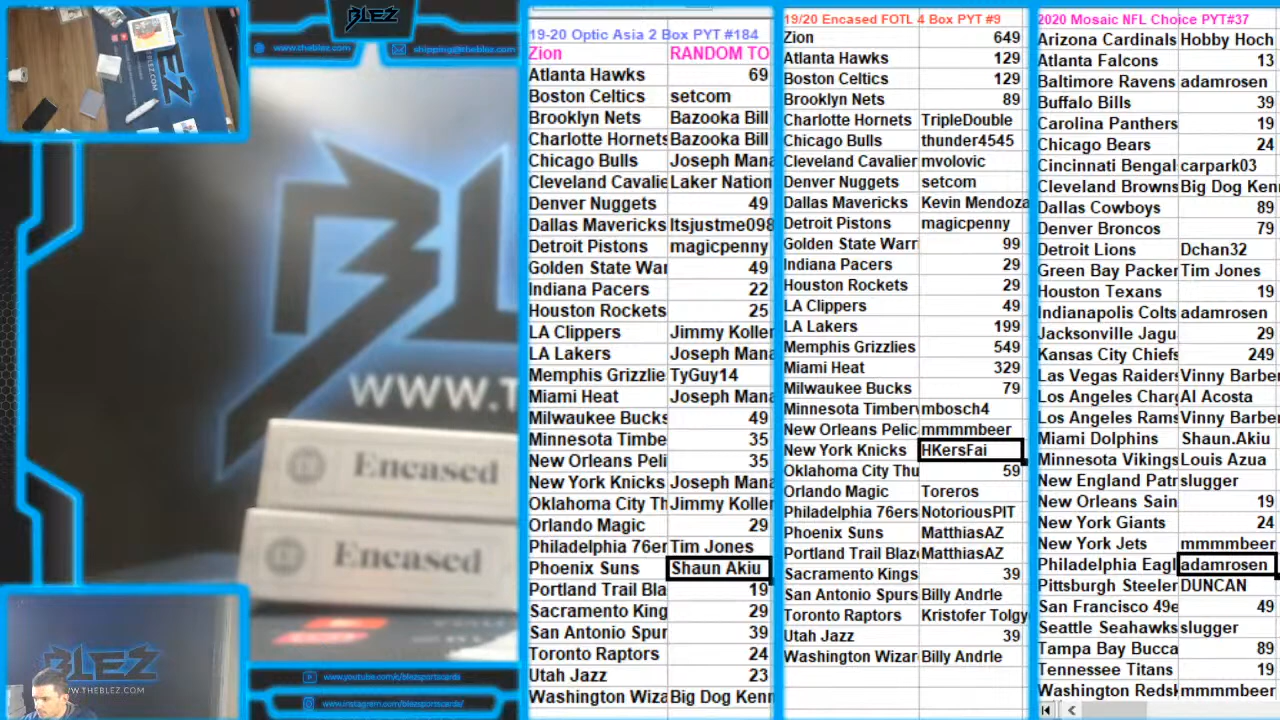 BLEZ
www.theblez.com
shipping@theblez.com
BLEZ
WWW.T
Encased
Encased
BLEZ
WWW.THEBLEZ.COM
www.youtube.com/c/blezsportscards
www.instagram.com/blezsportscards/
19-20 Optic Asia 2 Box PYT #184
Zion RANDOM TO
Atlanta Hawks 69
Boston Celtics setcom
Brooklyn Nets Bazooka Bill
Charlotte Hornets Bazooka Bill
Chicago Bulls Joseph Mana
Cleveland Cavalie Laker Nation
Denver Nuggets 49
Dallas Mavericks Itsjustme098
Detroit Pistons magicpenny
Golden State War 49
Indiana Pacers 22
Houston Rockets 25
LA Clippers Jimmy Koller
LA Lakers Joseph Mana
Memphis Grizzlie TyGuy14
Miami Heat Joseph Mana
Milwaukee Bucks 49
Minnesota Timbe 35
New Orleans Peli 35
New York Knicks Joseph Mana
Oklahoma City Th Jimmy Koller
Orlando Magic 29
Philadelphia 76er Tim Jones
Phoenix Suns Shaun Akiu
Portland Trail Bla 19
Sacramento King 29
San Antonio Spur 39
Toronto Raptors 24
Utah Jazz 23
Washington Wiza Big Dog Kenn
19/20 Encased FOTL 4 Box PYT #9
Zion 649
Atlanta Hawks 129
Boston Celtics 129
Brooklyn Nets 89
Charlotte Hornets TripleDouble
Chicago Bulls thunder4545
Cleveland Cavalier mvolovic
Denver Nuggets setcom
Dallas Mavericks Kevin Mendoza
Detroit Pistons magicpenny
Golden State Warr 99
Indiana Pacers 29
Houston Rockets 29
LA Clippers 49
LA Lakers 199
Memphis Grizzlies 549
Miami Heat 329
Milwaukee Bucks 79
Minnesota Timberv mbosch4
New Orleans Pelic mmmmbeer
New York Knicks HKersFai
Oklahoma City Thu 59
Orlando Magic Toreros
Philadelphia 76ers NotoriousPIT
Phoenix Suns MatthiasAZ
Portland Trail Blaze MatthiasAZ
Sacramento Kings 39
San Antonio Spurs Billy Andrle
Toronto Raptors Kristofer Tolgy
Utah Jazz 39
Washington Wizar Billy Andrle
2020 Mosaic NFL Choice PYT#37
Arizona Cardinals Hobby Hoch
Atlanta Falcons 13
Baltimore Ravens adamrosen
Buffalo Bills 39
Carolina Panthers 19
Chicago Bears 24
Cincinnati Bengal carpark03
Cleveland Browns Big Dog Kenn
Dallas Cowboys 89
Denver Broncos 79
Detroit Lions Dchan32
Green Bay Packer Tim Jones
Houston Texans 19
Indianapolis Colts adamrosen
Jacksonville Jagu 29
Kansas City Chiefs 249
Las Vegas Raiders Vinny Barber
Los Angeles Charg Al Acosta
Los Angeles Rams Vinny Barber
Miami Dolphins Shaun.Akiu
Minnesota Vikings Louis Azua
New England Patr slugger
New Orleans Sain 19
New York Giants 24
New York Jets mmmmbeer
Philadelphia Eagl adamrosen
Pittsburgh Steeler DUNCAN
San Francisco 49e 49
Seattle Seahawks slugger
Tampa Bay Bucca 89
Tennessee Titans 19
Washington Redsk mmmmbeer